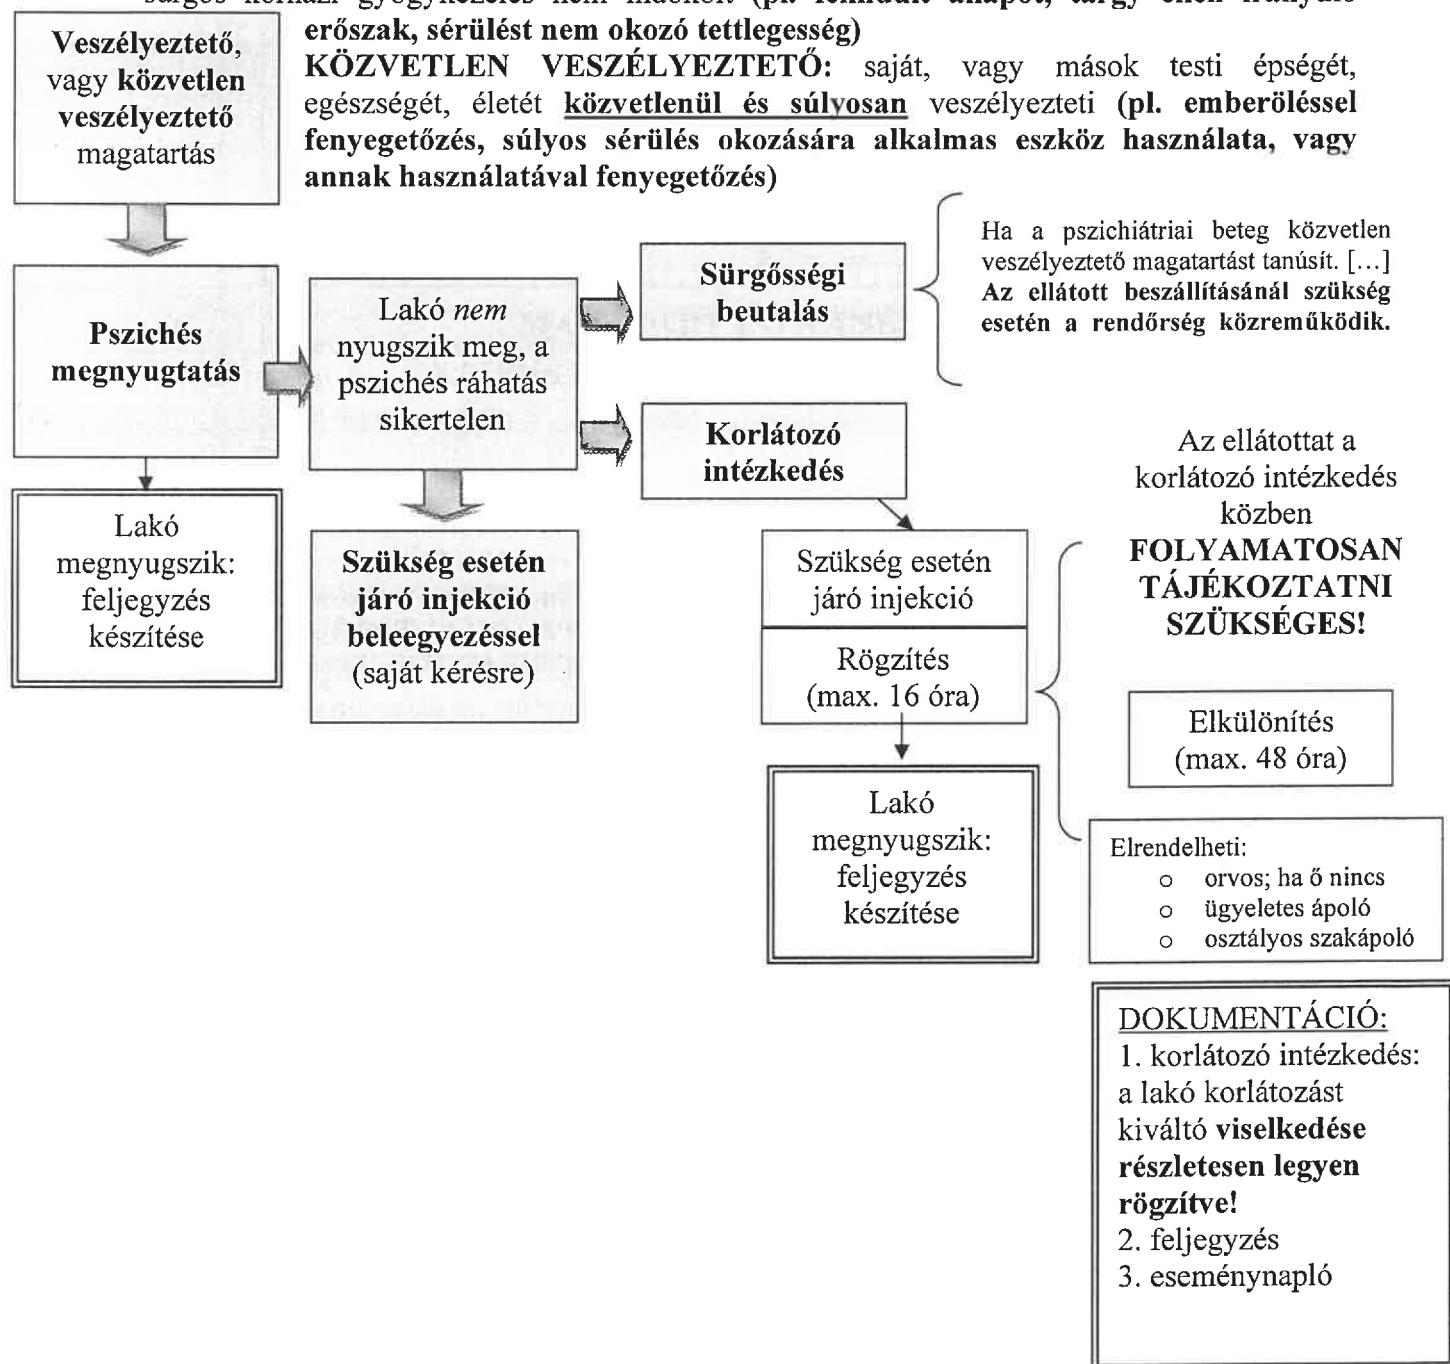 erőszak, sérülést nem okozó tettlegesség)
KÖZVETLEN VESZÉLYEZTETŐ: saját, vagy mások testi épségét,
egészségét, életét közvetlenül és súlyosan veszélyezteti (pl. emberöléssel
fenyegetőzés, súlyos sérülés okozására alkalmas eszköz használata, vagy
annak használatával fenyegetőzés)
Veszélyeztető,
vagy közvetlen
veszélyeztető
magatartás
Pszichés
megnyugtatás
Lakó nem
nyugszik meg, a
pszichés ráhatás
sikertelen
Sürgősségi
beutalás
Ha a pszichiátriai beteg közvetlen
veszélyeztető magatartást tanúsít. […]
Az ellátott beszállításánál szükség
esetén a rendőrség közreműködik.
Korlátozó
intézkedés
Lakó
megnyugszik:
feljegyzés
készítése
Szükség esetén
járó injekció
beleegyezéssel
(saját kérésre)
Szükség esetén
járó injekció
Rögzítés
(max. 16 óra)
Lakó
megnyugszik:
feljegyzés
készítése
Az ellátottat a
korlátozó intézkedés
közben
FOLYAMATOSAN
TÁJÉKOZTATNI
SZÜKSÉGES!
Elkülönítés
(max. 48 óra)
Elrendelheti:
o orvos; ha ő nincs
o ügyeletes ápoló
o osztályos szakápoló
DOKUMENTÁCIÓ:
1. korlátozó intézkedés:
a lakó korlátozást
kiváltó viselkedése
részletesen legyen
rögzítve!
2. feljegyzés
3. eseménynapló